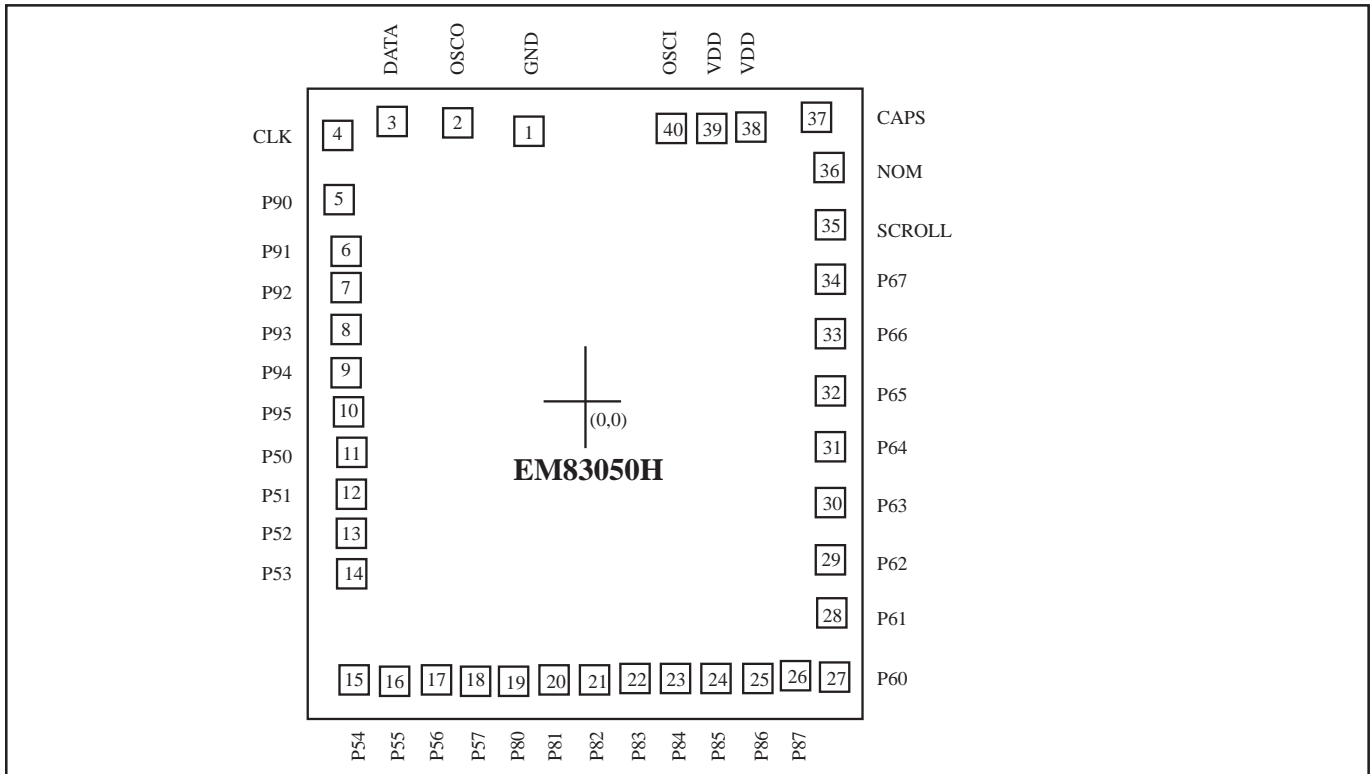 DATA OSCO GND OSCI VDD VDD
CLK 4 3 2 1 40 39 38 37 CAPS
36 NOM
P90 5
35 SCROLL
P91 6
34 P67
P92 7
P93 8 33 P66
P94 9
32 P65
P95 10
(0,0)
31 P64
P50 11
EM83050H
P51 12
30 P63
P52 13
29 P62
P53 14
28 P61
15 16 17 18 19 20 21 22 23 24 25 26 27 P60
P54 P55 P56 P57 P80 P81 P82 P83 P84 P85 P86 P87